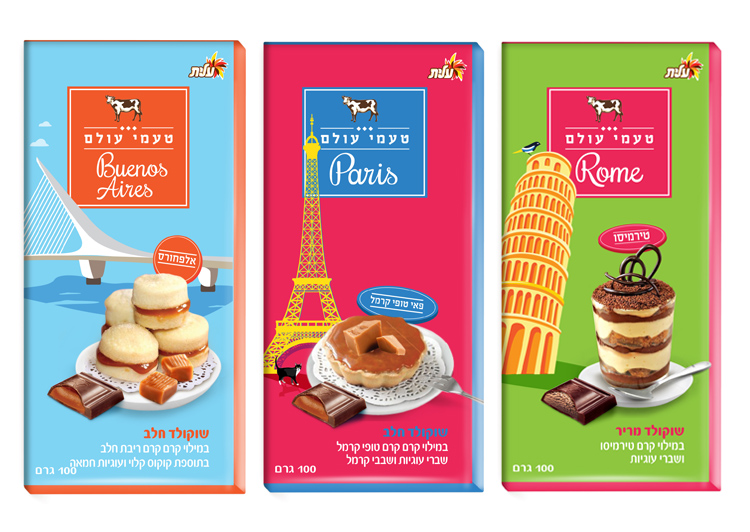 עלית
טעמי עולם
Buenos
Aires
אלפחורס
שוקולד חלב
במילוי קרם קרם ריבת חלב
בתוספת קוקוס קלוי ועוגיות חמאה
100 גרם
עלית
טעמי עולם
Paris
פאי טופי קרמל
שוקולד חלב
במילוי קרם קרם טופי קרמל
שברי עוגיות ושבבי קרמל
100 גרם
עלית
טעמי עולם
Rome
טירמיסו
שוקולד מריר
במילוי קרם טירמיסו
ושברי עוגיות
100 גרם